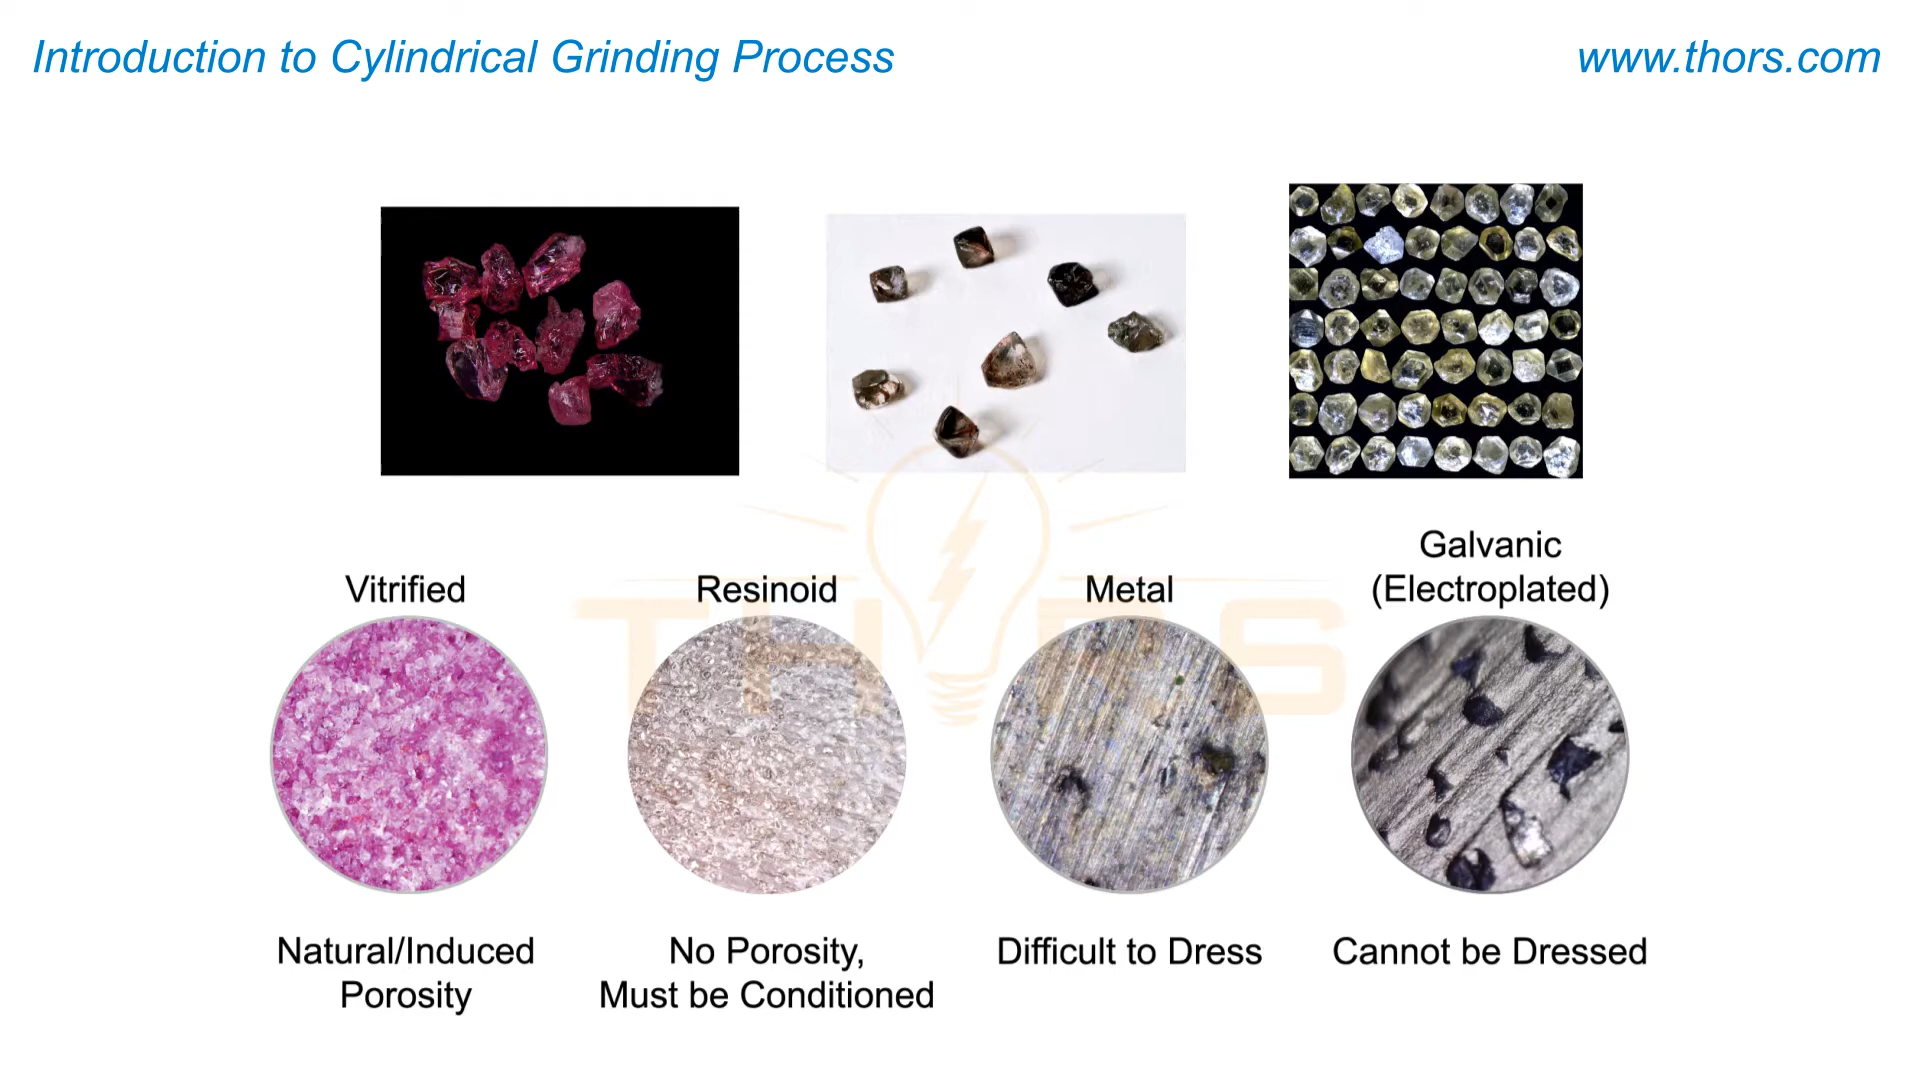 Introduction to Cylindrical Grinding Process
www.thors.com
THORS
Vitrified
Resinoid
Metal
Galvanic
(Electroplated)
Natural/Induced
Porosity
No Porosity,
Must be Conditioned
Difficult to Dress
Cannot be Dressed